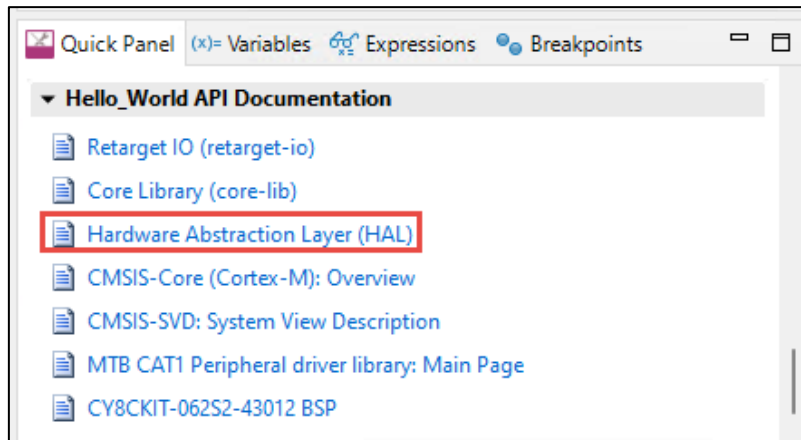 Quick Panel (x)= Variables Expressions Breakpoints
Hello_World API Documentation
Retarget IO (retarget-io)
Core Library (core-lib)
Hardware Abstraction Layer (HAL)
CMSIS-Core (Cortex-M): Overview
CMSIS-SVD: System View Description
MTB CAT1 Peripheral driver library: Main Page
CY8CKIT-062S2-43012 BSP